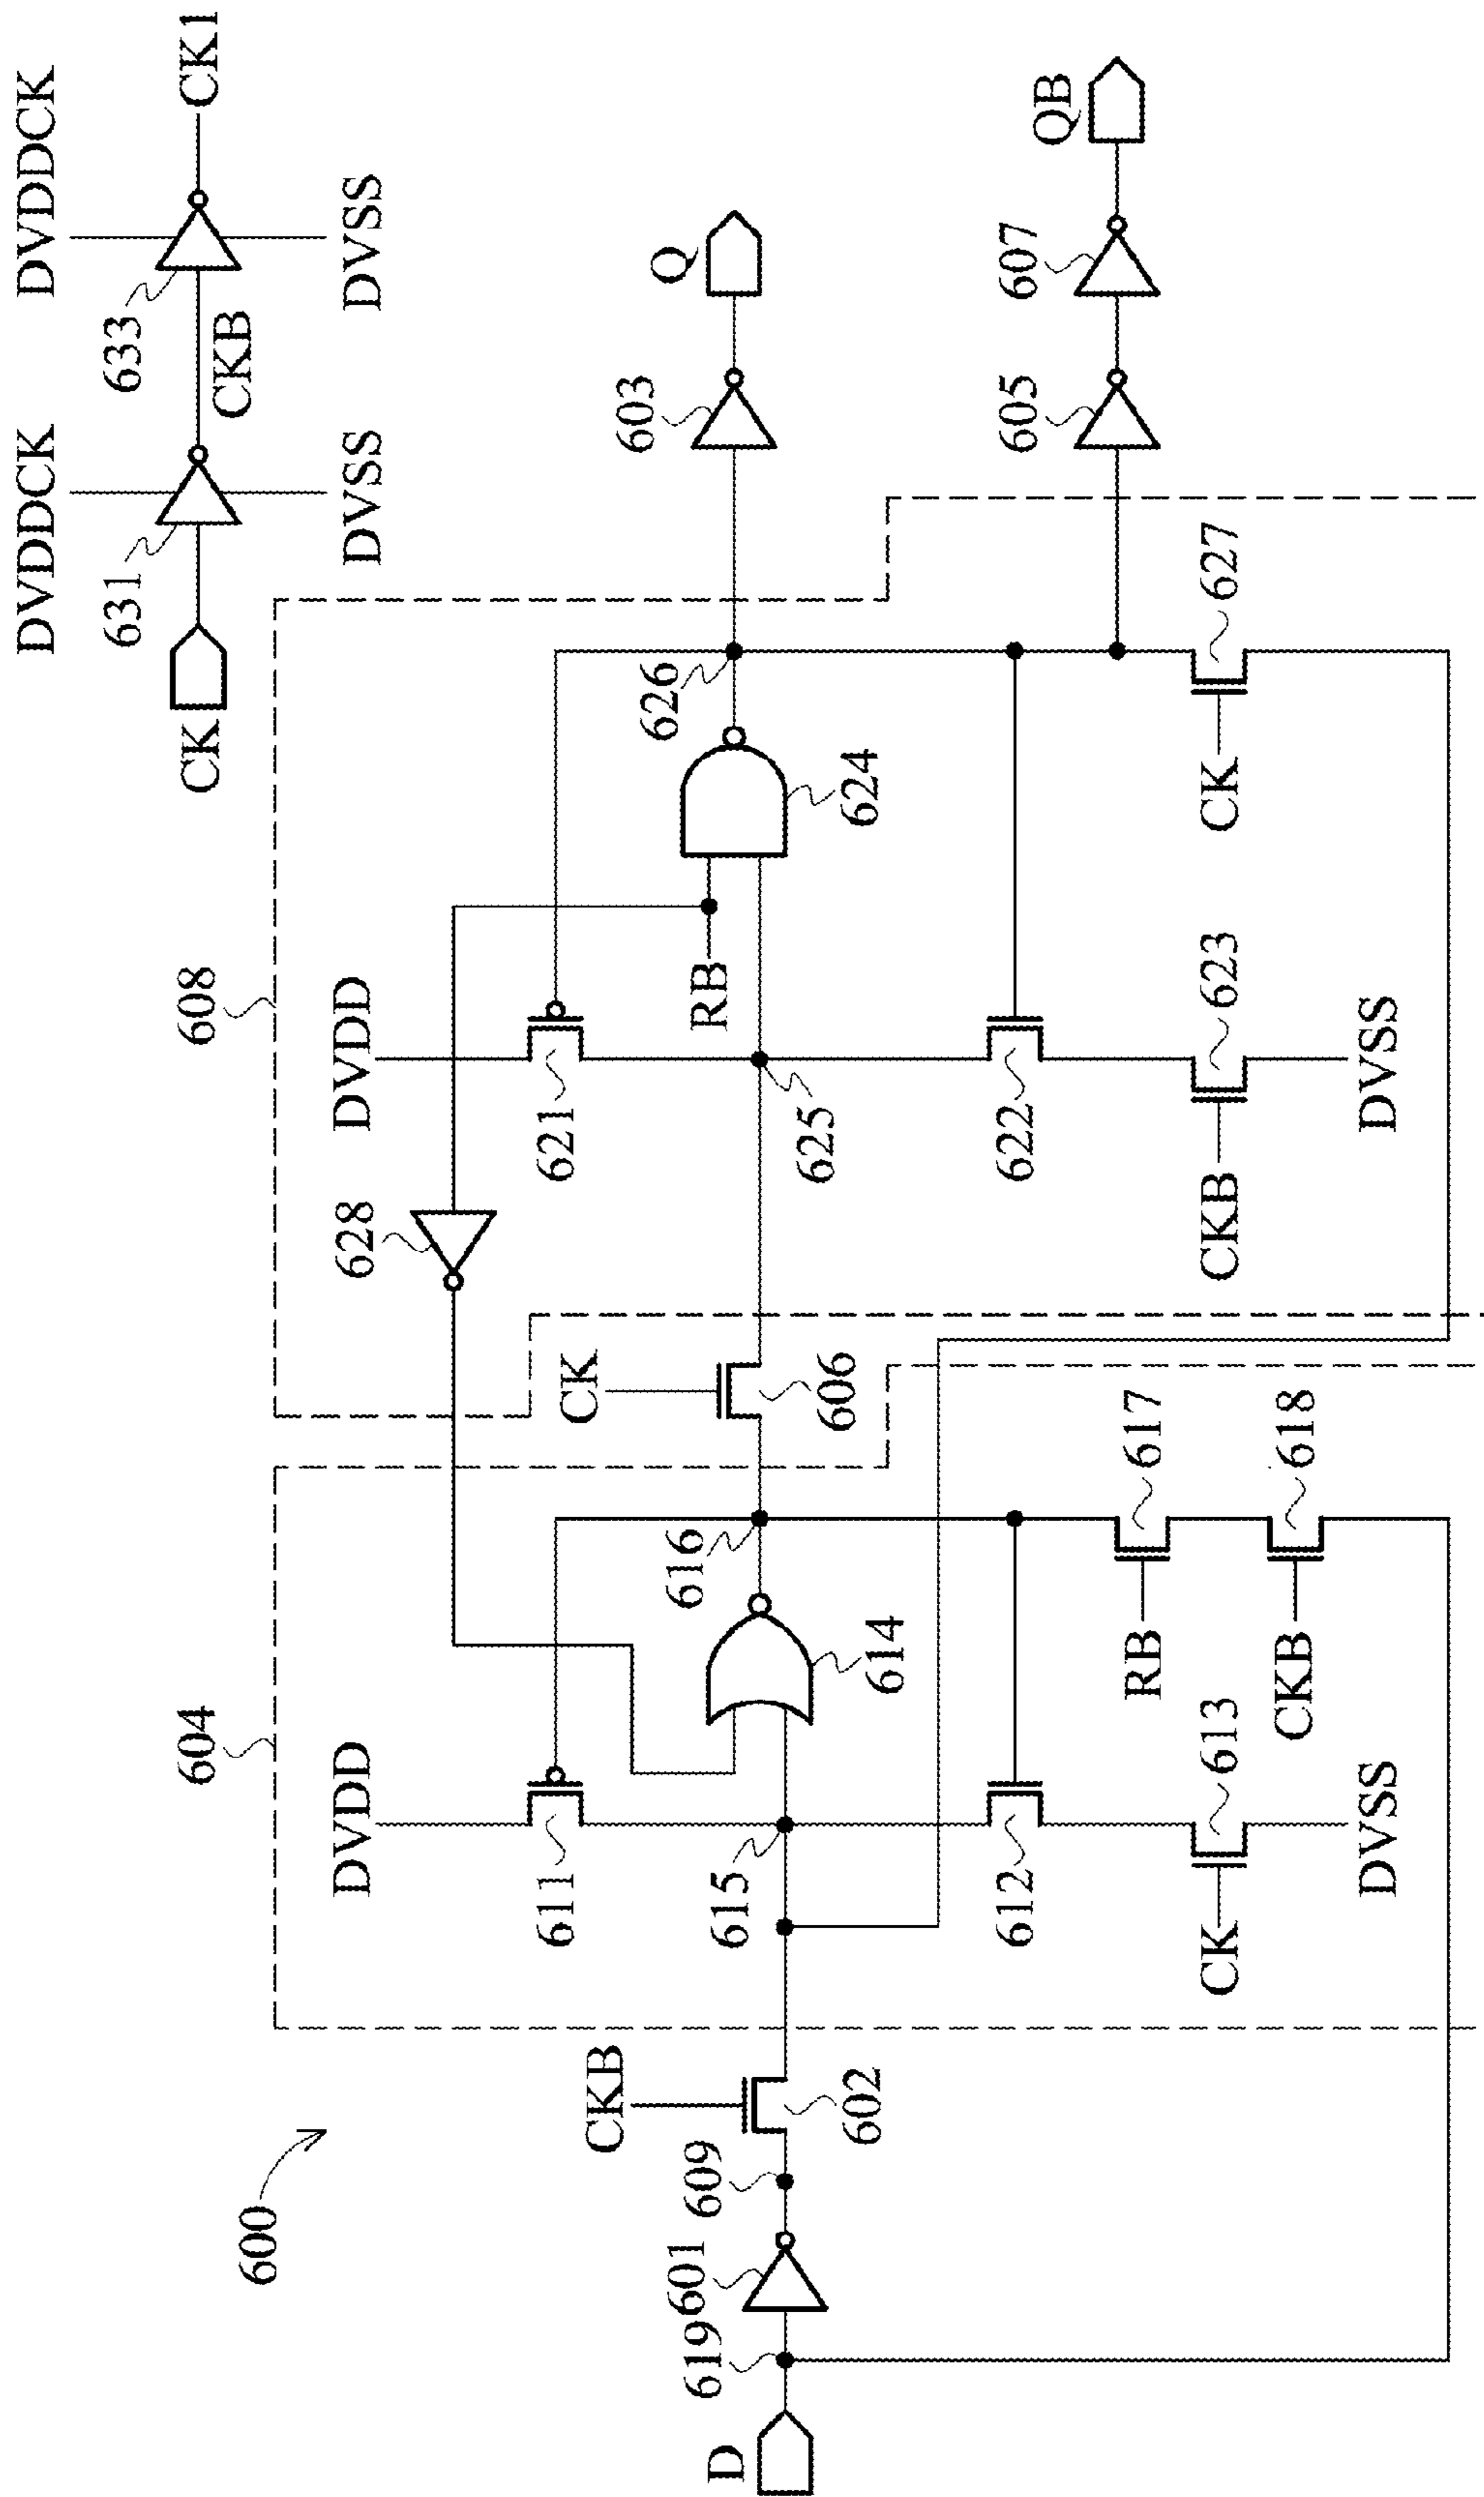 600
DVDDCK
DVDDCK
CK
631
633
CK1
CKB
DVSS
DVSS
604
608
DVDD
628
DVDD
611
CK
621
626
603
Q
D
619
601
609
CKB
602
615
614
616
606
RB
625
624
612
CK
613
DVSS
RB
617
CKB
618
622
CKB
623
DVSS
CK
627
605
607
QB